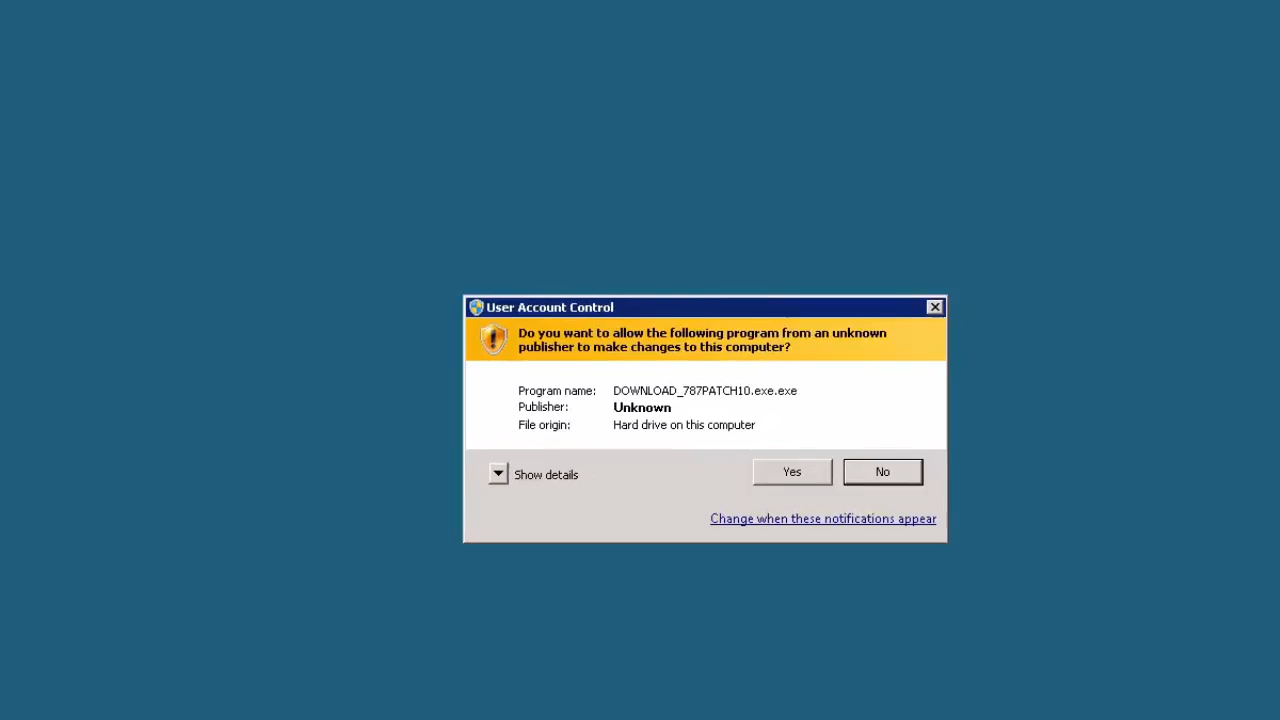 User Account Control
Do you want to allow the following program from an unknown
publisher to make changes to this computer?
Program name: DOWNLOAD_787PATCH10.exe.exe
Publisher: Unknown
File origin: Hard drive on this computer
Show details
Yes
No
Change when these notifications appear